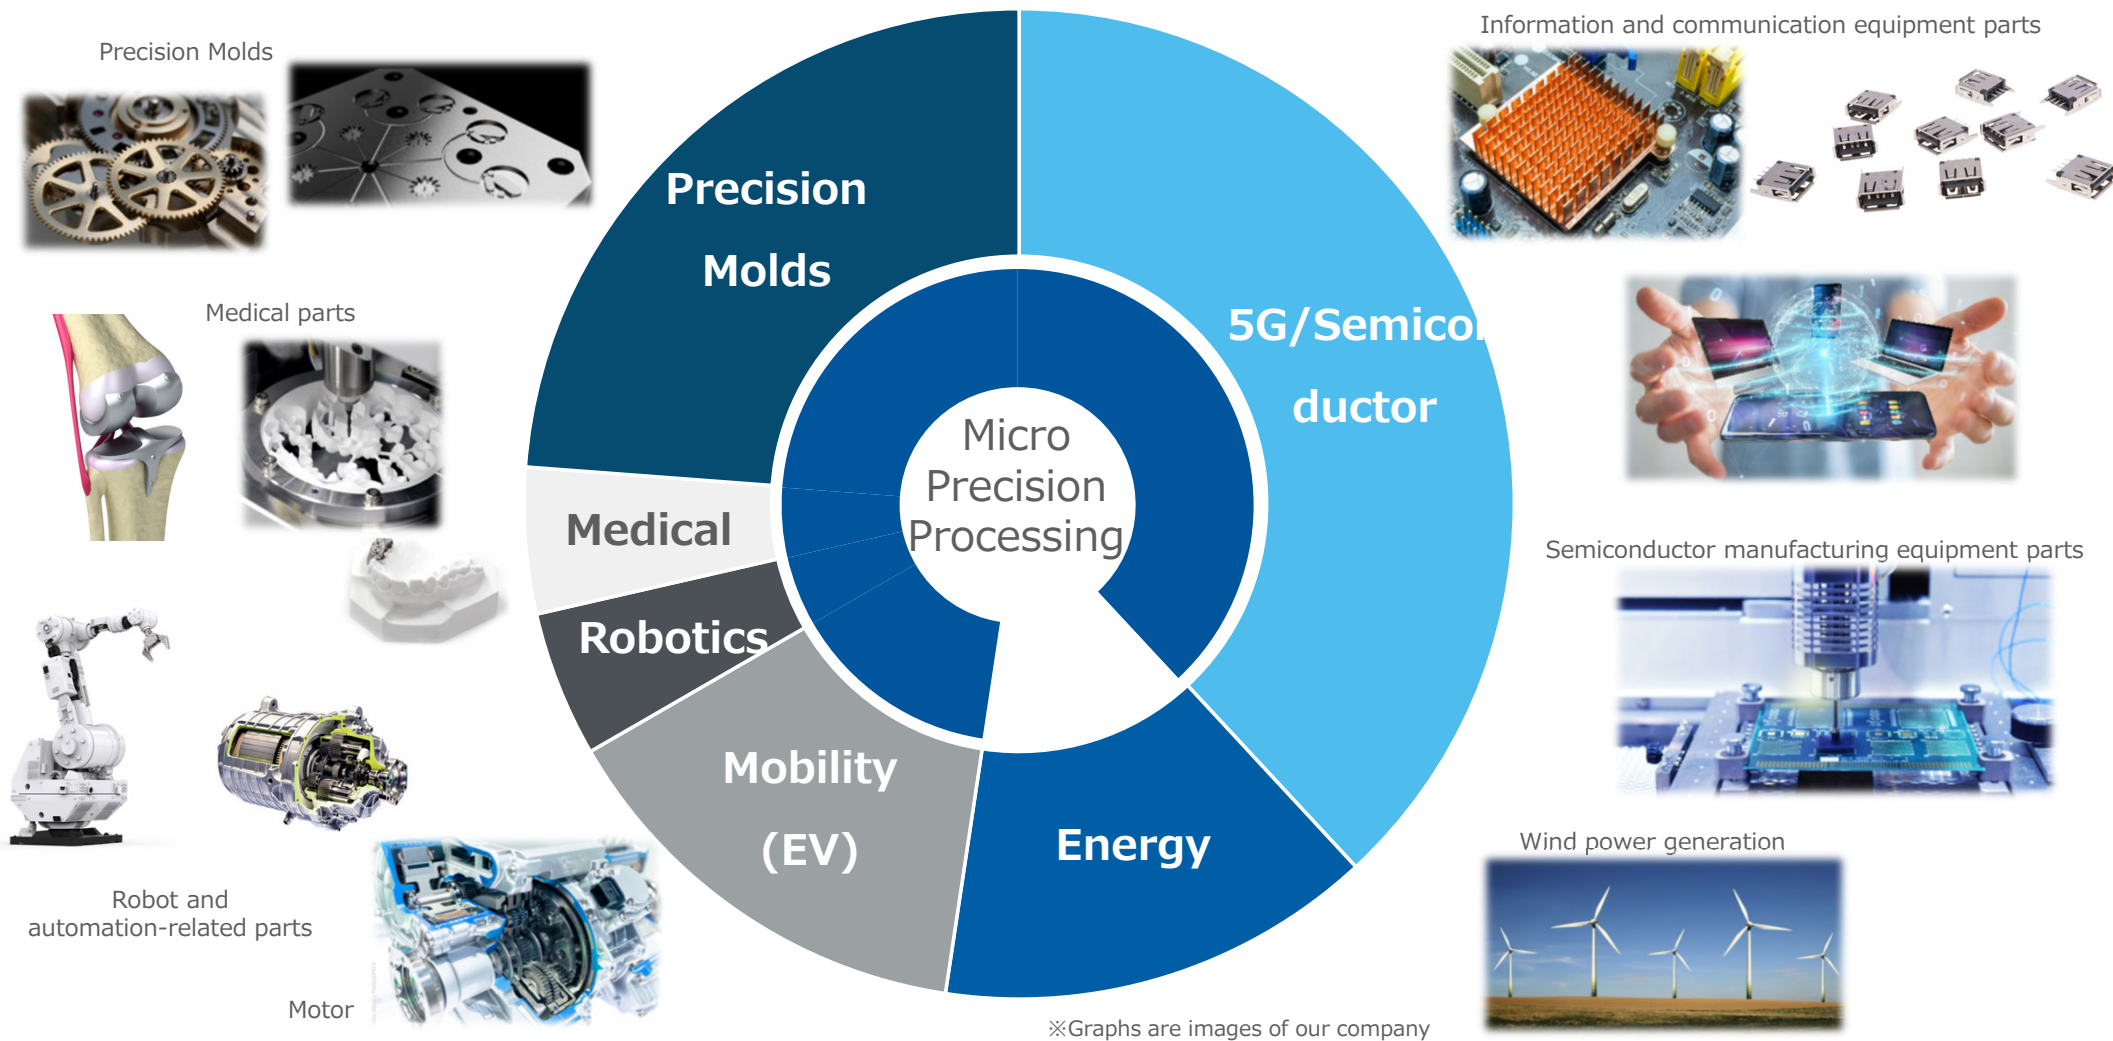 Precision Molds
Information and communication equipment parts
Precision
Molds
5G/Semicon
ductor
Medical parts
Micro
Precision
Processing
Medical
Robotics
Semiconductor manufacturing equipment parts
Mobility
(EV)
Energy
Wind power generation
Robot and
automation-related parts
Motor
※Graphs are images of our company